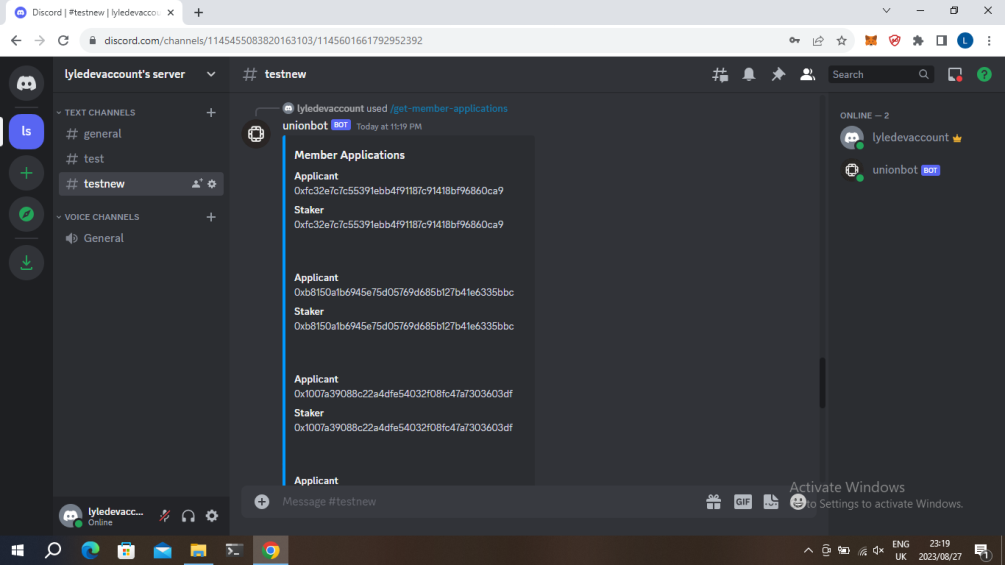 Discord | #testnew | lyledevaccou
discord.com/channels/1145455083820163103/1145601661792952392
L
lyledevaccount's server
testnew
Search
ls
TEXT CHANNELS
general
test
testnew
VOICE CHANNELS
General
lyledevaccount used /get-member-applications
unionbot BOT Today at 11:19 PM
Member Applications
Applicant
0xfc32e7c7c55391ebb4f91187c91418bf96860ca9
Staker
0xfc32e7c7c55391ebb4f91187c91418bf96860ca9
Applicant
0xb8150a1b6945e75d05769d685b127b41e6335bbc
Staker
0xb8150a1b6945e75d05769d685b127b41e6335bbc
Applicant
0x1007a39088c22a4dfe54032f08fc47a7303603df
Staker
0x1007a39088c22a4dfe54032f08fc47a7303603df
Applicant
Message #testnew
GIF
ONLINE — 2
lyledevaccount
unionbot BOT
lyledevacc...
Online
Activate Windows
to Settings to activate Windows.
ENG
UK
23:19
2023/08/27
1